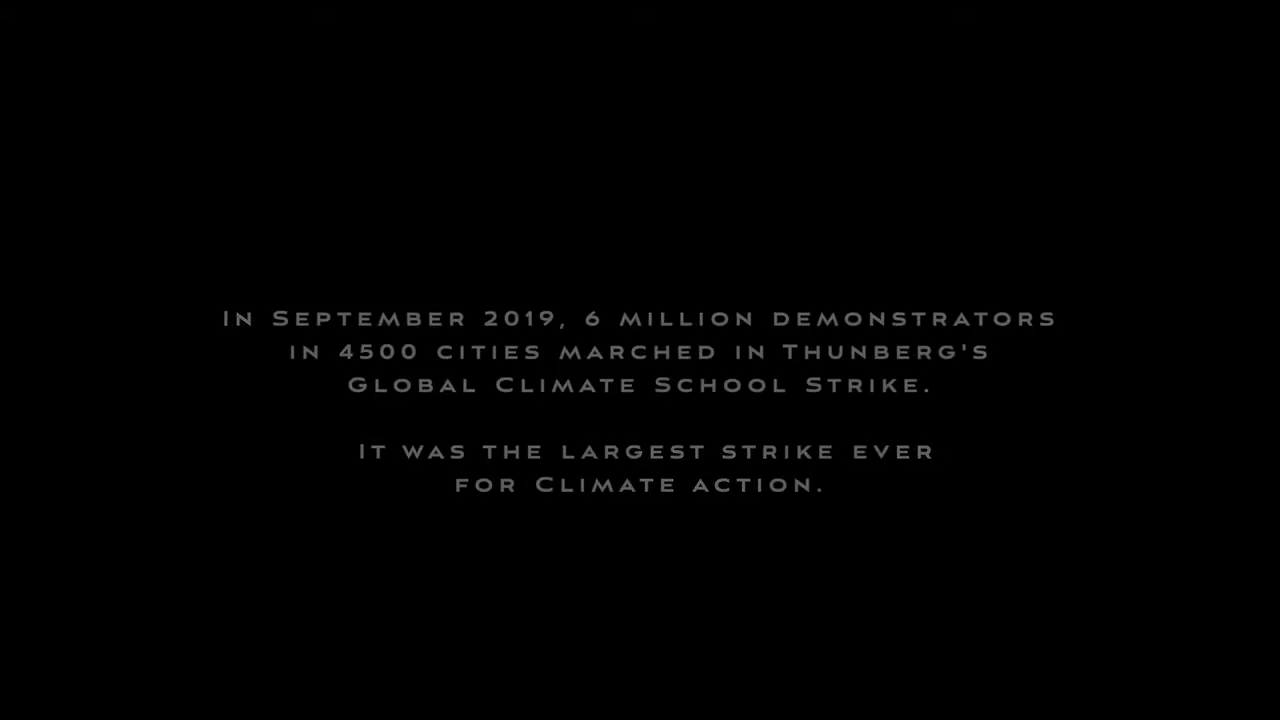 In September 2019, 6 million demonstrators
in 4500 cities marched in Thunberg's
Global Climate School Strike.
It was the largest strike ever
for Climate action.